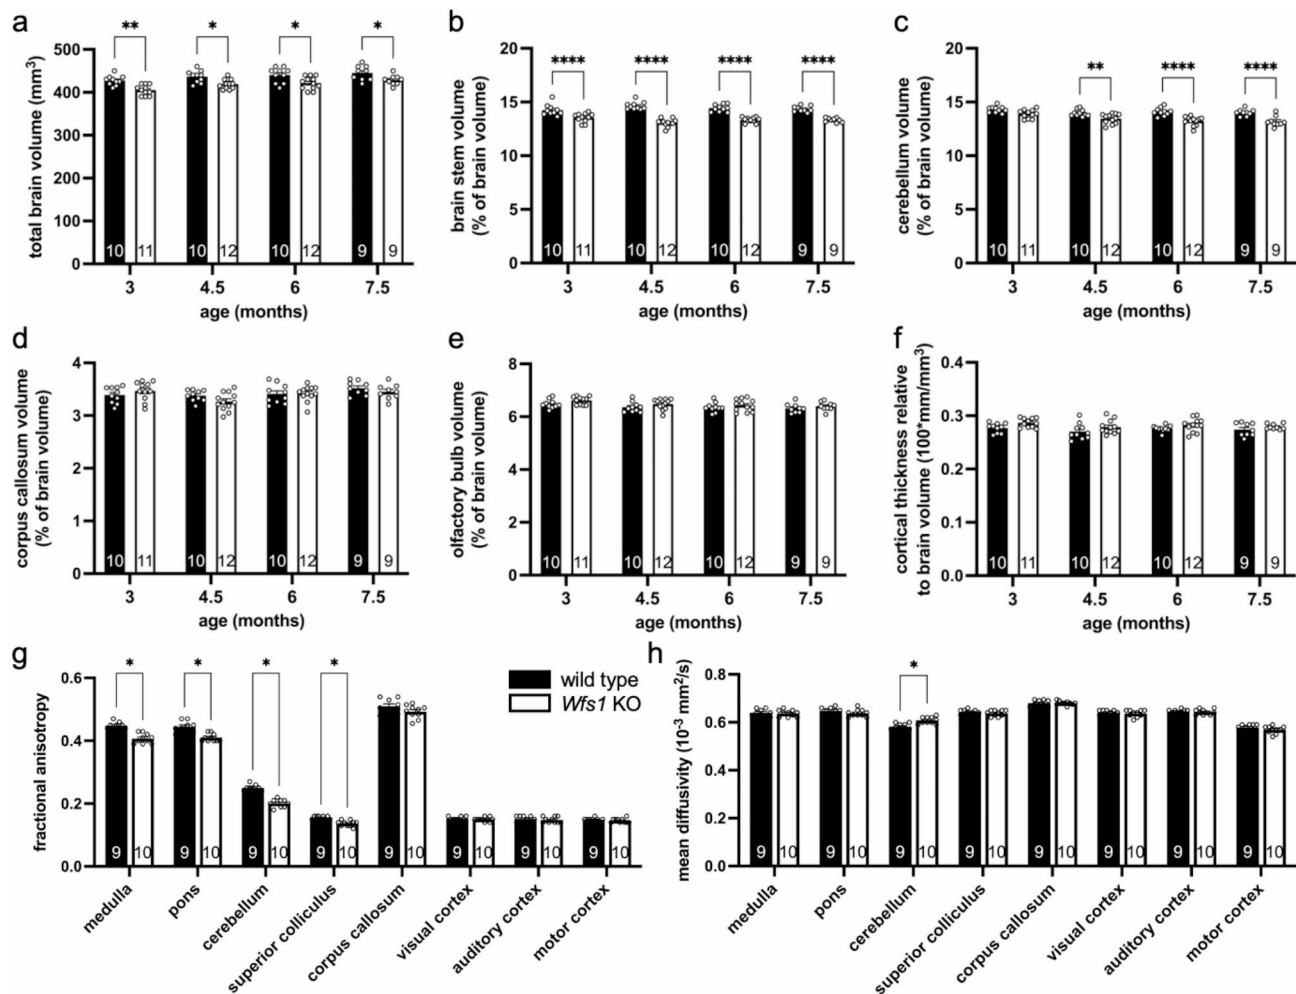 a
total brain volume (mm³)
500
400
300
200
100
0
** * * *
10 11 10 12 10 12 9 9
3 4.5 6 7.5
age (months)
b
brain stem volume
(% of brain volume)
20
15
10
5
0
**** **** **** ****
10 11 10 12 10 12 9 9
3 4.5 6 7.5
age (months)
c
cerebellum volume
(% of brain volume)
20
15
10
5
0
** **** ****
10 11 10 12 10 12 9 9
3 4.5 6 7.5
age (months)
d
corpus callosum volume
(% of brain volume)
4
3
2
1
0
10 11 10 12 10 12 9 9
3 4.5 6 7.5
age (months)
e
olfactory bulb volume
(% of brain volume)
8
6
4
2
0
10 11 10 12 10 12 9 9
3 4.5 6 7.5
age (months)
f
cortical thickness relative
to brain volume (100*mm/mm³)
0.4
0.3
0.2
0.1
0.0
10 11 10 12 10 12 9 9
3 4.5 6 7.5
age (months)
g
fractional anisotropy
0.6
0.4
0.2
0.0
* * * *
9 10 9 10 9 10 9 10 9 10 9 10 9 10 9 10
medulla
pons
cerebellum
superior colliculus
corpus callosum
visual cortex
auditory cortex
motor cortex
wild type
Wfs1 KO
h
mean diffusivity (10⁻³ mm²/s)
0.8
0.6
0.4
0.2
0.0
*
9 10 9 10 9 10 9 10 9 10 9 10 9 10 9 10
medulla
pons
cerebellum
superior colliculus
corpus callosum
visual cortex
auditory cortex
motor cortex